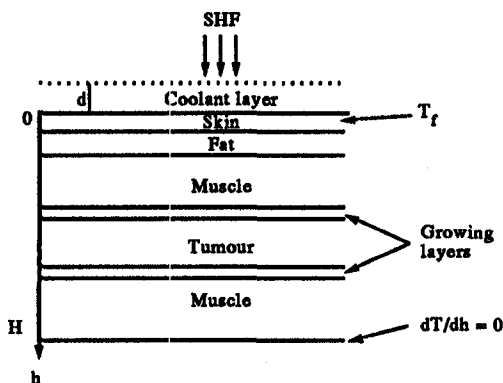 SHF
d
Coolant layer
0
Skin
T_f
Fat
Muscle
Growing
layers
Tumour
Muscle
H
dT/dh = 0
h